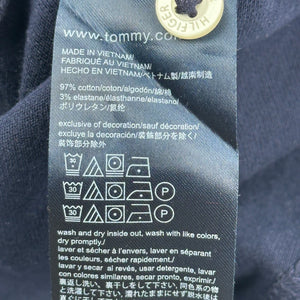 www.tommy.co
HILFIGER
MADE IN VIETNAM/
FABRIQUÉ AU VIETNAM/
HECHO EN VIETNAM/ベトナム製/越南制造
97% cotton/coton/algodón/綿/棉
3% elastane/élasthanne/elastano/
ポリウレタン/氨纶
exclusive of decoration/sauf décoration/
excluye la decoración/装飾部分を除く/
装饰部分除外
30
P
30
P
30
P
wash and dry inside out, wash with like colors,
dry promptly./
laver et sécher à l'envers, laver en séparant
les couleurs, sécher rapidement./
lavar y secar al revés, usar detergente, lavar
con colores similares, secar pronto, exprimir/